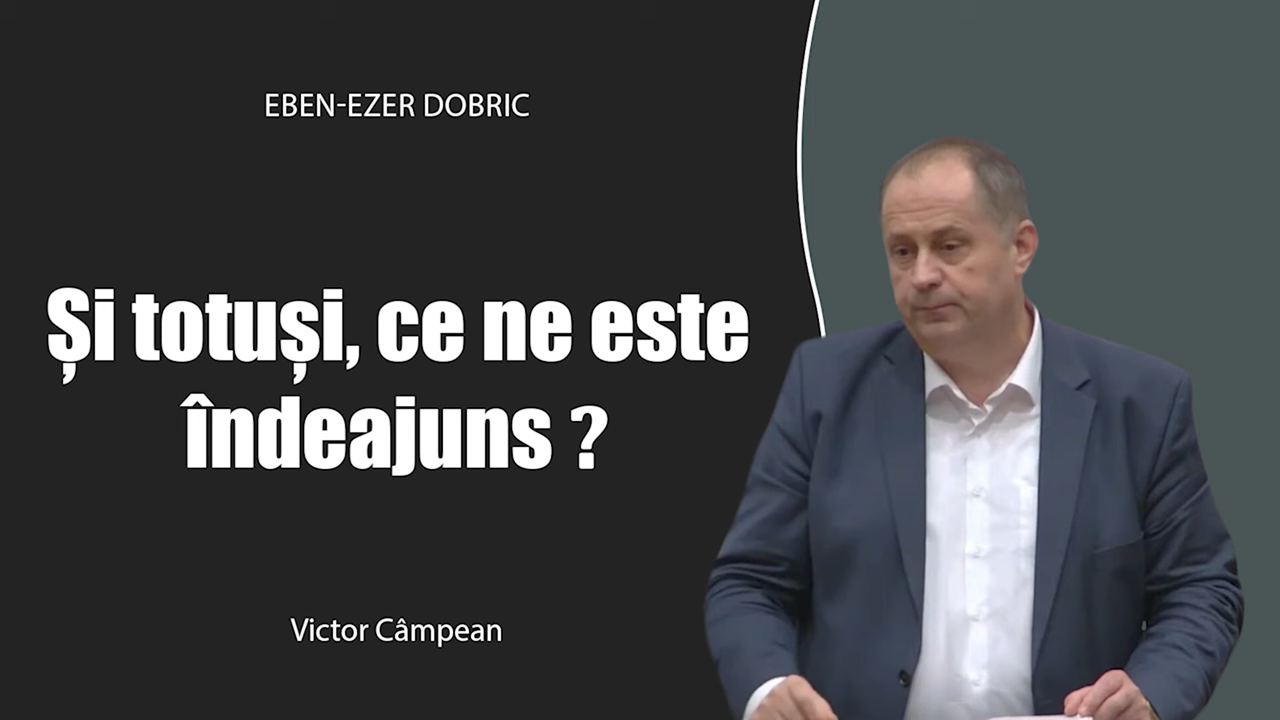 EBEN-EZER DOBRIC
Și totuși, ce ne este
îndeajuns ?
Victor Câmpean